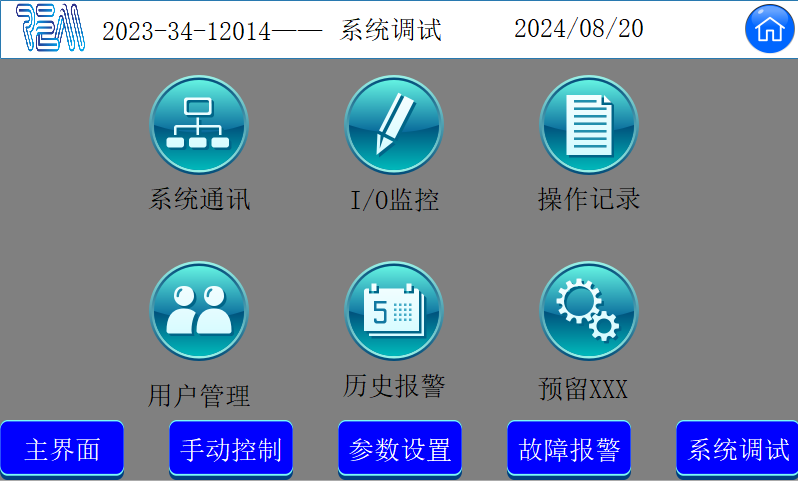 2023-34-12014—— 系统调试 2024/08/20
系统通讯 I/O监控 操作记录
5
用户管理 历史报警 预留XXX
主界面 手动控制 参数设置 故障报警 系统调试